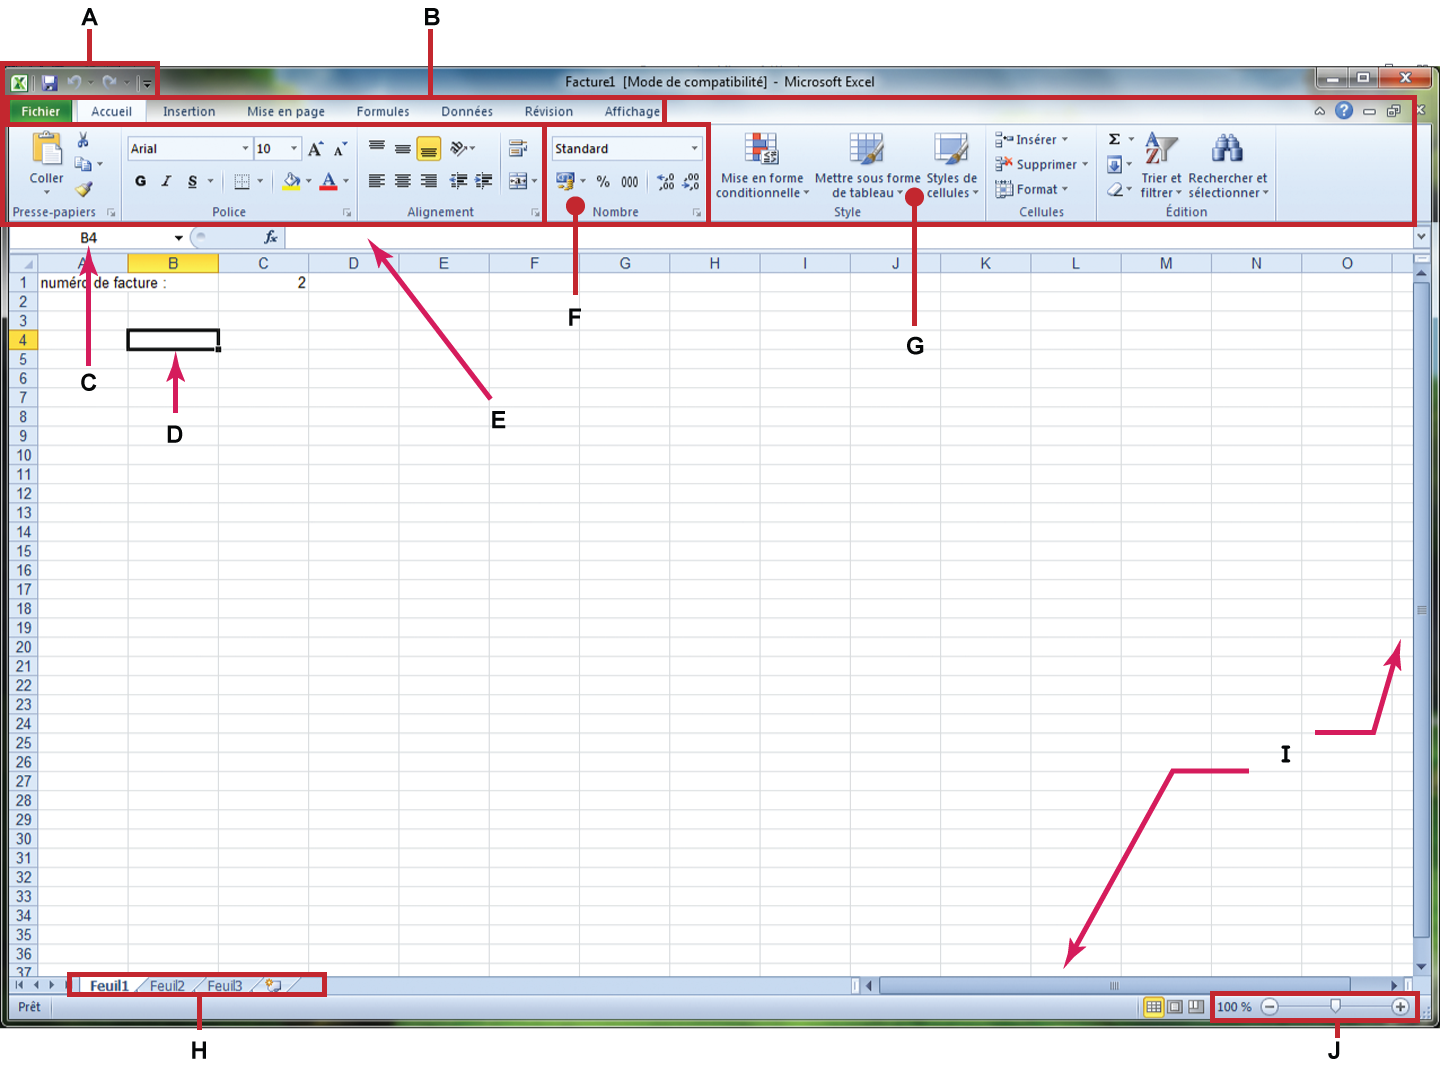 A
B
Facture1 [Mode de compatibilité] - Microsoft Excel
Fichier Accueil Insertion Mise en page Formules Données Révision Affichage
Coller
Arial 10
G I S A
Standard
% 000
Mise en forme conditionnelle
Mettre sous forme de tableau
Styles de cellules
Insérer
Supprimer
Format
Σ
Trier et filtrer
Rechercher et sélectionner
Presse-papiers Police Alignement Nombre Style Cellules Édition
B4 fx
A B C D E F G H I J K L M N O
1 numéro de facture : 2
2
3
4
5
6
7
8
9
10
11
12
13
14
15
16
17
18
19
20
21
22
23
24
25
26
27
28
29
30
31
32
33
34
35
36
37
C
D
E
F
G
I
Feuil1 Feuil2 Feuil3
Prêt 100 %
H
J